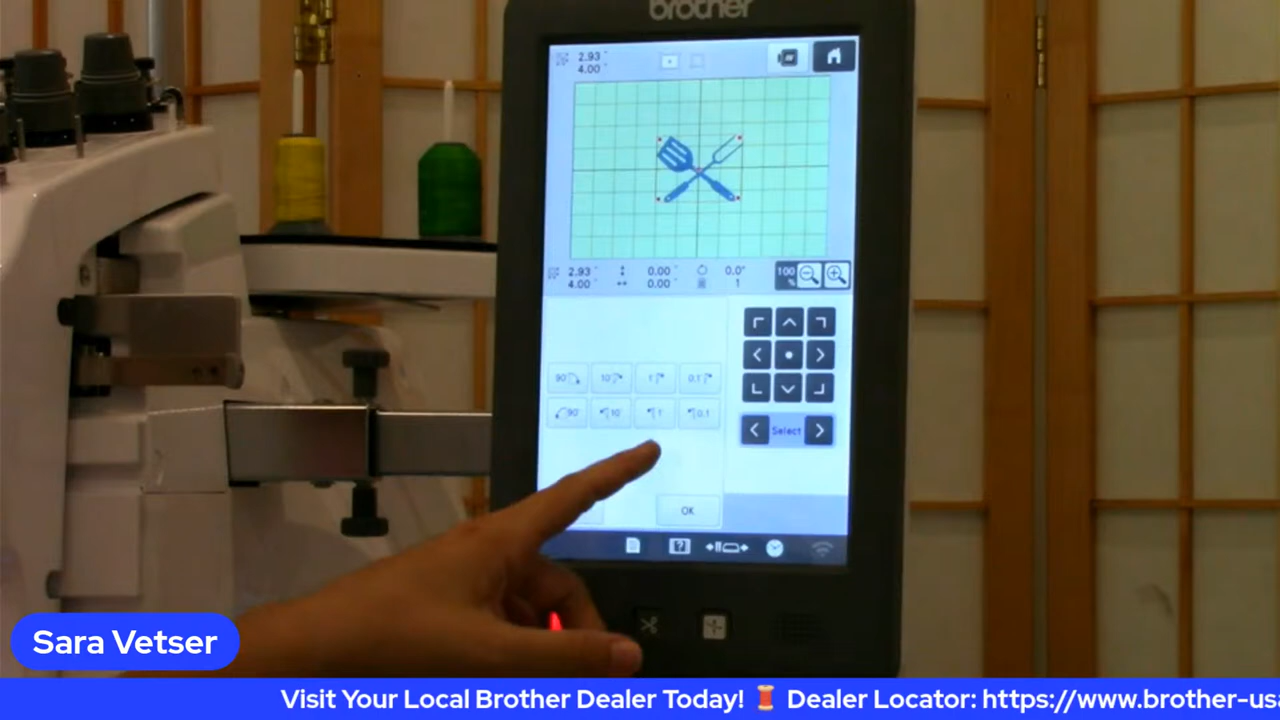 brother
2.93"
4.00"
2.93" 0.00" 0.0° 100
4.00" 0.00" 1 %
90° 10° 1° 0.1°
90° 10° 1° 0.1
Select
OK
?
Sara Vetser
Visit Your Local Brother Dealer Today! 🧵 Dealer Locator: https://www.brother-usa